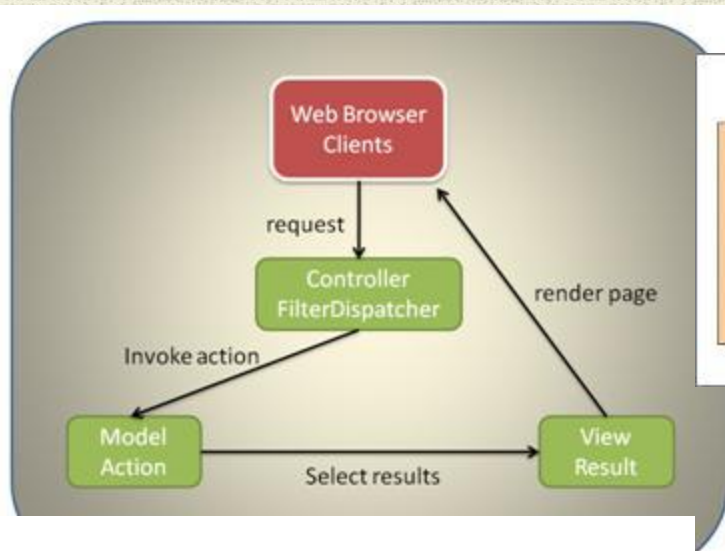 Web Browser
Clients
request
Controller
FilterDispatcher
render page
Invoke action
Model
Action
Select results
View
Result